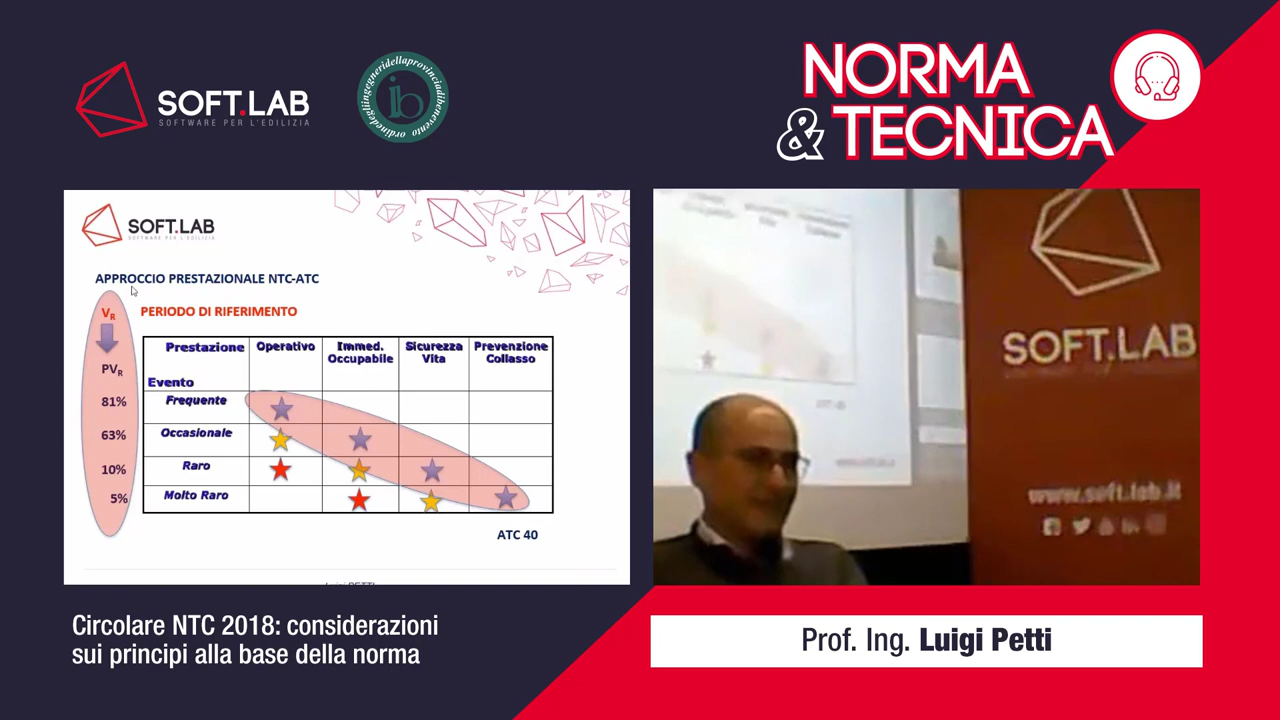 SOFT.LAB
SOFTWARE PER L'EDILIZIA
ordinedegliingegneridellaprovinciadibenevento
ib
NORMA
& TECNICA
SOFT.LAB
SOFTWARE PER L'EDILIZIA
APPROCCIO PRESTAZIONALE NTC-ATC
VR
PERIODO DI RIFERIMENTO
PVR
Prestazione
Evento
Operativo
Immed. Occupabile
Sicurezza Vita
Prevenzione Collasso
81% Frequente
63% Occasionale
10% Raro
5% Molto Raro
ATC 40
SOFT.LAB
www.soft.lab.it
Circolare NTC 2018: considerazioni
sui principi alla base della norma
Prof. Ing. Luigi Petti